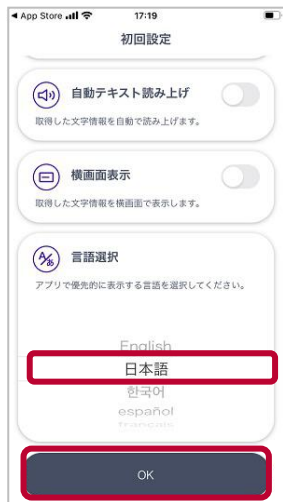 App Store 17:19
初回設定
自動テキスト読み上げ
取得した文字情報を自動で読み上げます。
横画面表示
取得した文字情報を横画面で表示します。
A/あ 言語選択
アプリで優先的に表示する言語を選択してください。
English
日本語
한국어
español
français
OK